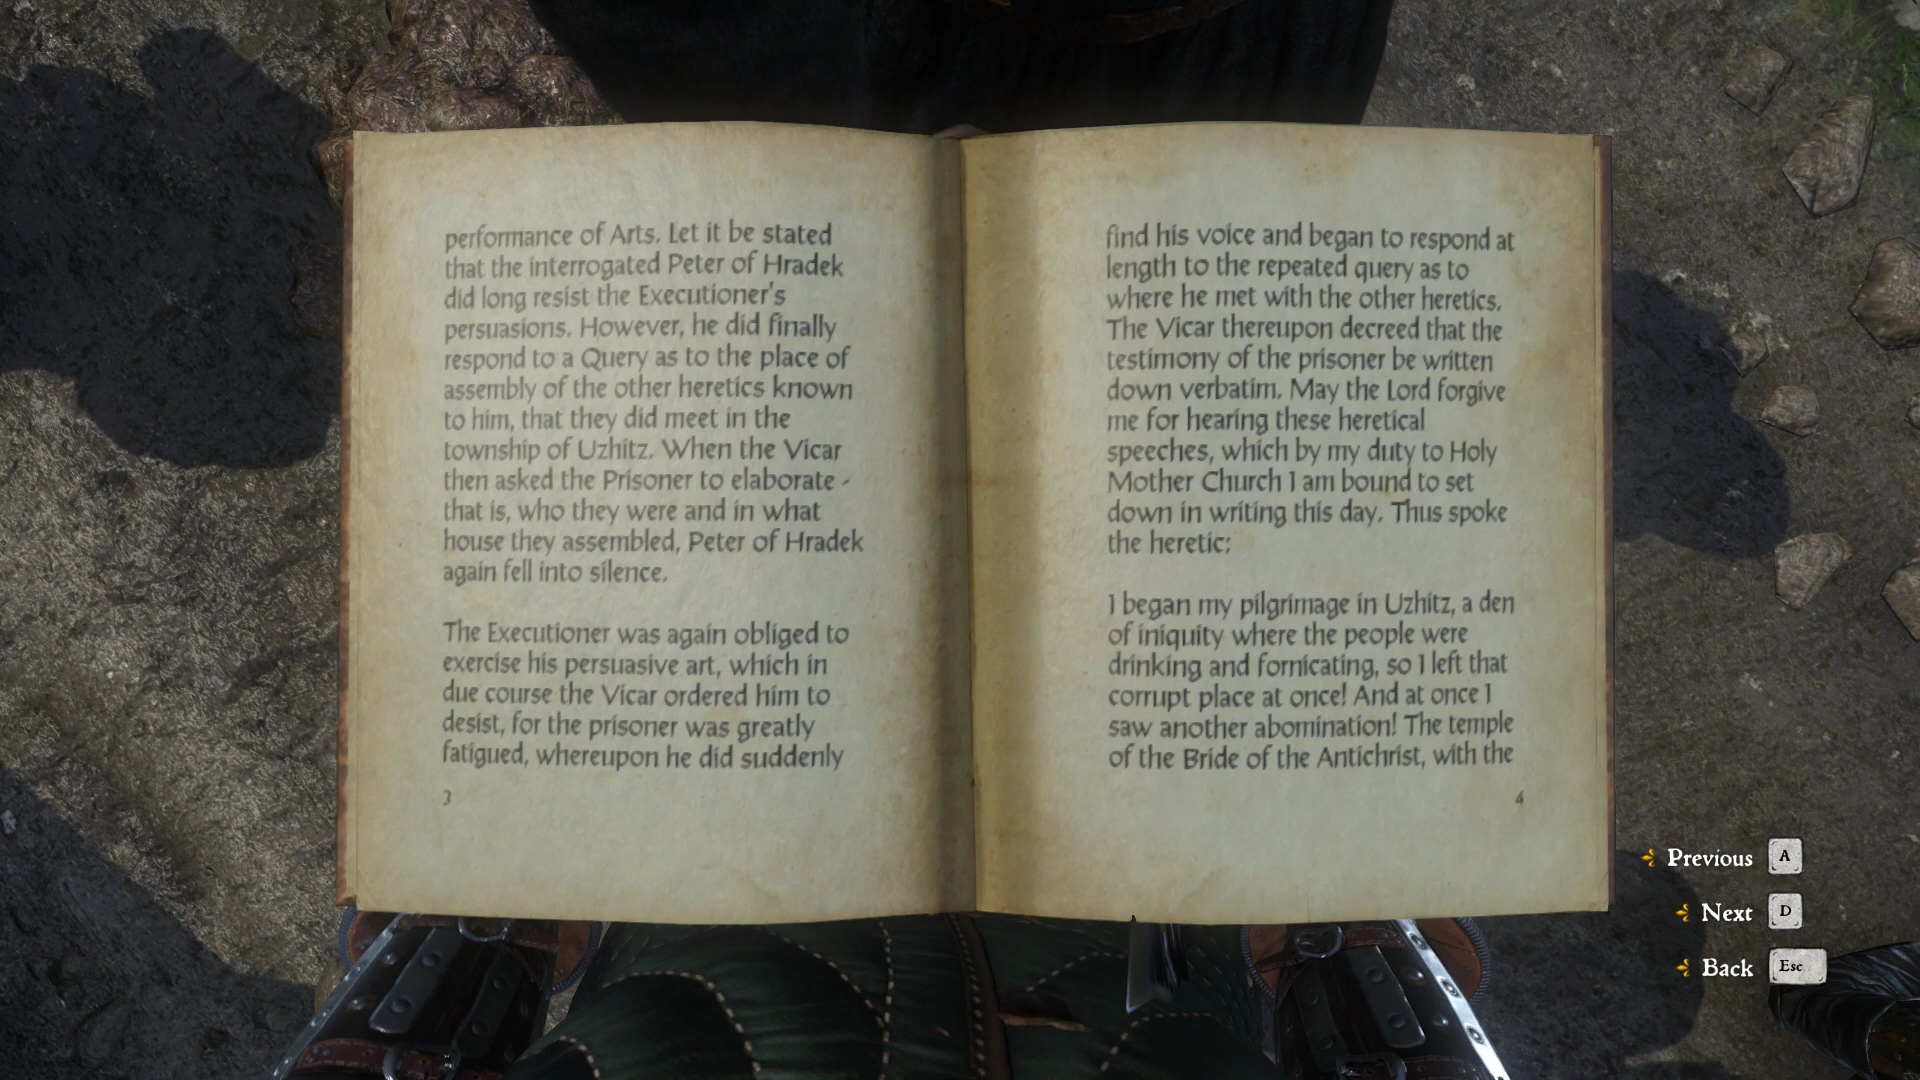 performance of Arts. Let it be stated
that the interrogated Peter of Hradek
did long resist the Executioner's
persuasions. However, he did finally
respond to a Query as to the place of
assembly of the other heretics known
to him, that they did meet in the
township of Uzhitz. When the Vicar
then asked the Prisoner to elaborate -
that is, who they were and in what
house they assembled, Peter of Hradek
again fell into silence.
The Executioner was again obliged to
exercise his persuasive art, which in
due course the Vicar ordered him to
desist, for the prisoner was greatly
fatigued, whereupon he did suddenly
3
find his voice and began to respond at
length to the repeated query as to
where he met with the other heretics.
The Vicar thereupon decreed that the
testimony of the prisoner be written
down verbatim. May the Lord forgive
me for hearing these heretical
speeches, which by my duty to Holy
Mother Church I am bound to set
down in writing this day. Thus spoke
the heretic:
I began my pilgrimage in Uzhitz, a den
of iniquity where the people were
drinking and fornicating, so I left that
corrupt place at once! And at once I
saw another abomination! The temple
of the Bride of the Antichrist, with the
4
Previous A
Next D
Back Esc